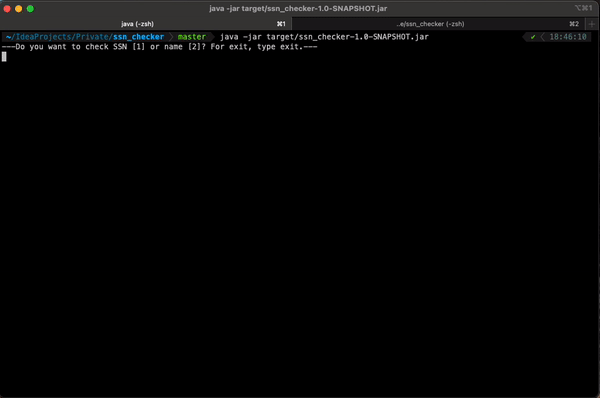 java -jar target/ssn_checker-1.0-SNAPSHOT.jar ⌥⌘1
java (-zsh) ⌘1 ..e/ssn_checker (-zsh) ⌘2 +
~/IdeaProjects/Private/ssn_checker master java -jar target/ssn_checker-1.0-SNAPSHOT.jar ✔ 18:46:10
---Do you want to check SSN [1] or name [2]? For exit, type exit.---